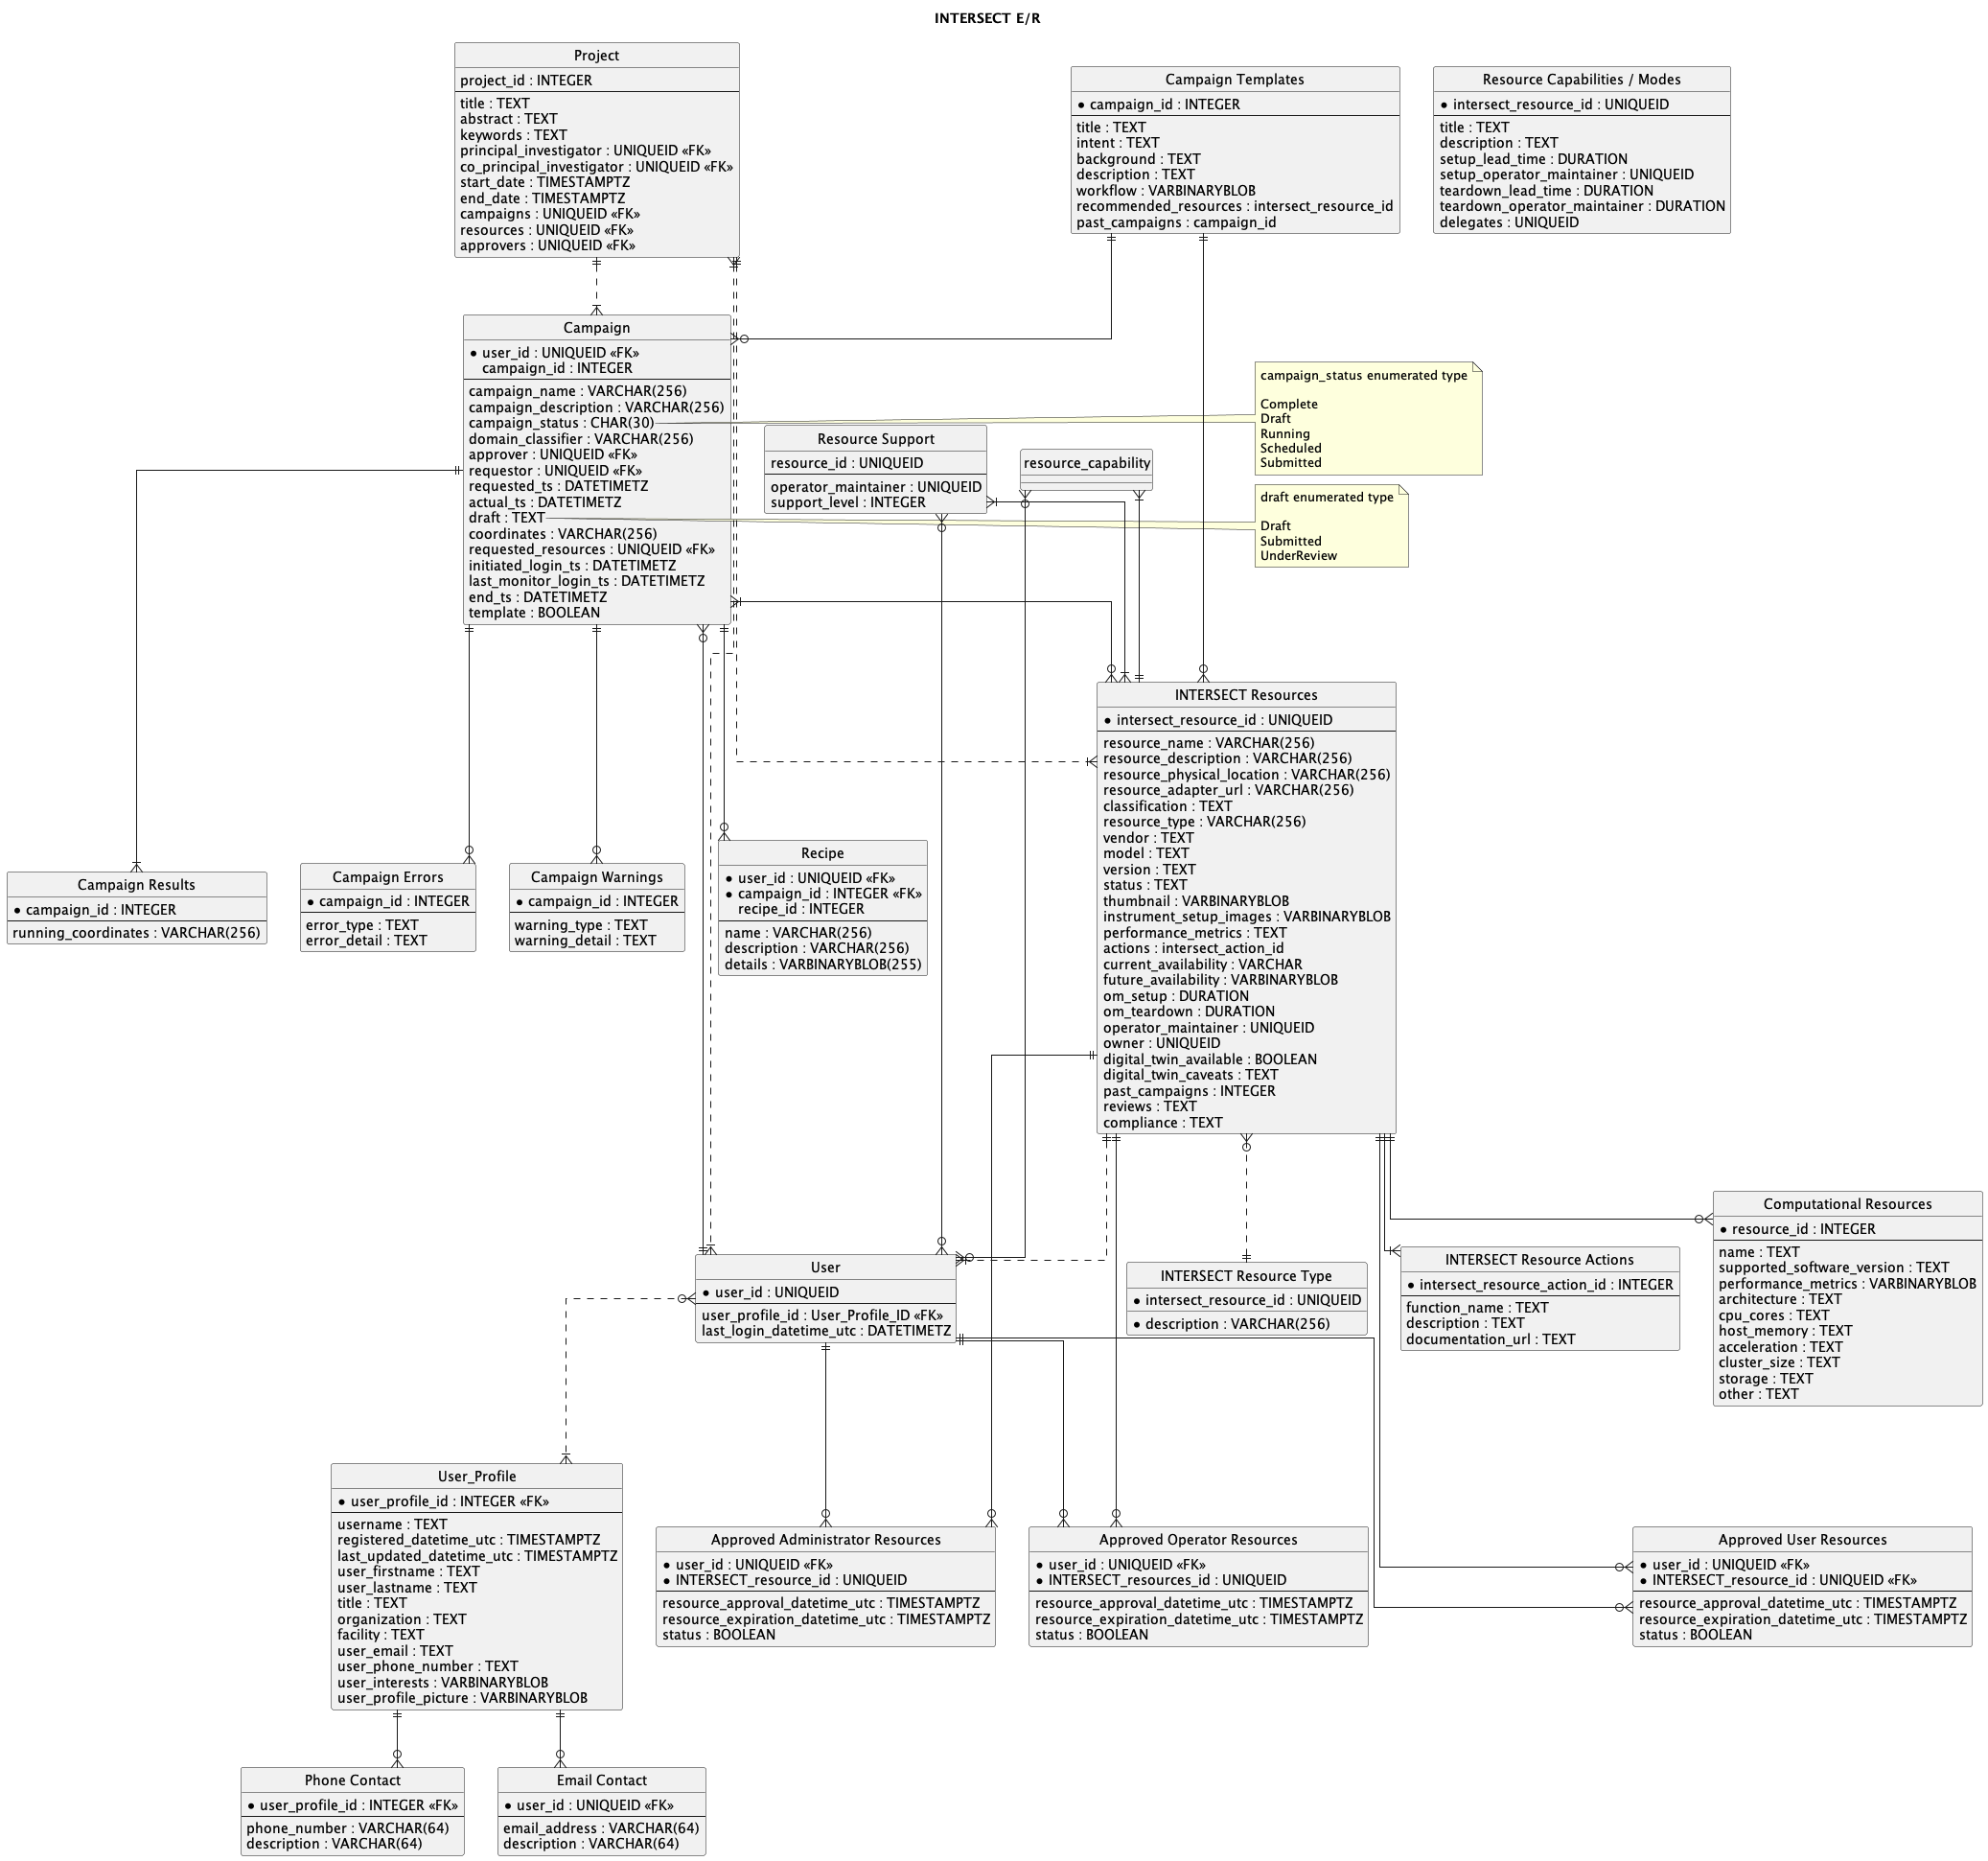 INTERSECT E/R
Project
project_id : INTEGER
title : TEXT
abstract : TEXT
keywords : TEXT
principal_investigator : UNIQUEID «FK»
co_principal_investigator : UNIQUEID «FK»
start_date : TIMESTAMPTZ
end_date : TIMESTAMPTZ
campaigns : UNIQUEID «FK»
resources : UNIQUEID «FK»
approvers : UNIQUEID «FK»
Campaign Templates
campaign_id : INTEGER
title : TEXT
intent : TEXT
background : TEXT
description : TEXT
workflow : VARBINARYBLOB
recommended_resources : intersect_resource_id
past_campaigns : campaign_id
Resource Capabilities / Modes
intersect_resource_id : UNIQUEID
title : TEXT
description : TEXT
setup_lead_time : DURATION
setup_operator_maintainer : UNIQUEID
teardown_lead_time : DURATION
teardown_operator_maintainer : DURATION
delegates : UNIQUEID
Campaign
user_id : UNIQUEID «FK»
campaign_id : INTEGER
campaign_name : VARCHAR(256)
campaign_description : VARCHAR(256)
campaign_status : CHAR(30)
domain_classifier : VARCHAR(256)
approver : UNIQUEID «FK»
requestor : UNIQUEID «FK»
requested_ts : DATETIMETZ
actual_ts : DATETIMETZ
draft : TEXT
coordinates : VARCHAR(256)
requested_resources : UNIQUEID «FK»
initiated_login_ts : DATETIMETZ
last_monitor_login_ts : DATETIMETZ
end_ts : DATETIMETZ
template : BOOLEAN
campaign_status enumerated type
Complete
Draft
Running
Scheduled
Submitted
Resource Support
resource_id : UNIQUEID
operator_maintainer : UNIQUEID
support_level : INTEGER
resource_capability
draft enumerated type
Draft
Submitted
UnderReview
INTERSECT Resources
intersect_resource_id : UNIQUEID
resource_name : VARCHAR(256)
resource_description : VARCHAR(256)
resource_physical_location : VARCHAR(256)
resource_adapter_url : VARCHAR(256)
classification : TEXT
resource_type : VARCHAR(256)
vendor : TEXT
model : TEXT
version : TEXT
status : TEXT
thumbnail : VARBINARYBLOB
instrument_setup_images : VARBINARYBLOB
performance_metrics : TEXT
actions : intersect_action_id
current_availability : VARCHAR
future_availability : VARBINARYBLOB
om_setup : DURATION
om_teardown : DURATION
operator_maintainer : UNIQUEID
owner : UNIQUEID
digital_twin_available : BOOLEAN
digital_twin_caveats : TEXT
past_campaigns : INTEGER
reviews : TEXT
compliance : TEXT
Campaign Results
campaign_id : INTEGER
running_coordinates : VARCHAR(256)
Campaign Errors
campaign_id : INTEGER
error_type : TEXT
error_detail : TEXT
Campaign Warnings
campaign_id : INTEGER
warning_type : TEXT
warning_detail : TEXT
Recipe
user_id : UNIQUEID «FK»
campaign_id : INTEGER «FK»
recipe_id : INTEGER
name : VARCHAR(256)
description : VARCHAR(256)
details : VARBINARYBLOB(255)
User
user_id : UNIQUEID
user_profile_id : User_Profile_ID «FK»
last_login_datetime_utc : DATETIMETZ
INTERSECT Resource Type
intersect_resource_id : UNIQUEID
description : VARCHAR(256)
INTERSECT Resource Actions
intersect_resource_action_id : INTEGER
function_name : TEXT
description : TEXT
documentation_url : TEXT
Computational Resources
resource_id : INTEGER
name : TEXT
supported_software_version : TEXT
performance_metrics : VARBINARYBLOB
architecture : TEXT
cpu_cores : TEXT
host_memory : TEXT
acceleration : TEXT
cluster_size : TEXT
storage : TEXT
other : TEXT
User_Profile
user_profile_id : INTEGER «FK»
username : TEXT
registered_datetime_utc : TIMESTAMPTZ
last_updated_datetime_utc : TIMESTAMPTZ
user_firstname : TEXT
user_lastname : TEXT
title : TEXT
organization : TEXT
facility : TEXT
user_email : TEXT
user_phone_number : TEXT
user_interests : VARBINARYBLOB
user_profile_picture : VARBINARYBLOB
Approved Administrator Resources
user_id : UNIQUEID «FK»
INTERSECT_resource_id : UNIQUEID
resource_approval_datetime_utc : TIMESTAMPTZ
resource_expiration_datetime_utc : TIMESTAMPTZ
status : BOOLEAN
Approved Operator Resources
user_id : UNIQUEID «FK»
INTERSECT_resources_id : UNIQUEID
resource_approval_datetime_utc : TIMESTAMPTZ
resource_expiration_datetime_utc : TIMESTAMPTZ
status : BOOLEAN
Approved User Resources
user_id : UNIQUEID «FK»
INTERSECT_resource_id : UNIQUEID «FK»
resource_approval_datetime_utc : TIMESTAMPTZ
resource_expiration_datetime_utc : TIMESTAMPTZ
status : BOOLEAN
Phone Contact
user_profile_id : INTEGER «FK»
phone_number : VARCHAR(64)
description : VARCHAR(64)
Email Contact
user_id : UNIQUEID «FK»
email_address : VARCHAR(64)
description : VARCHAR(64)